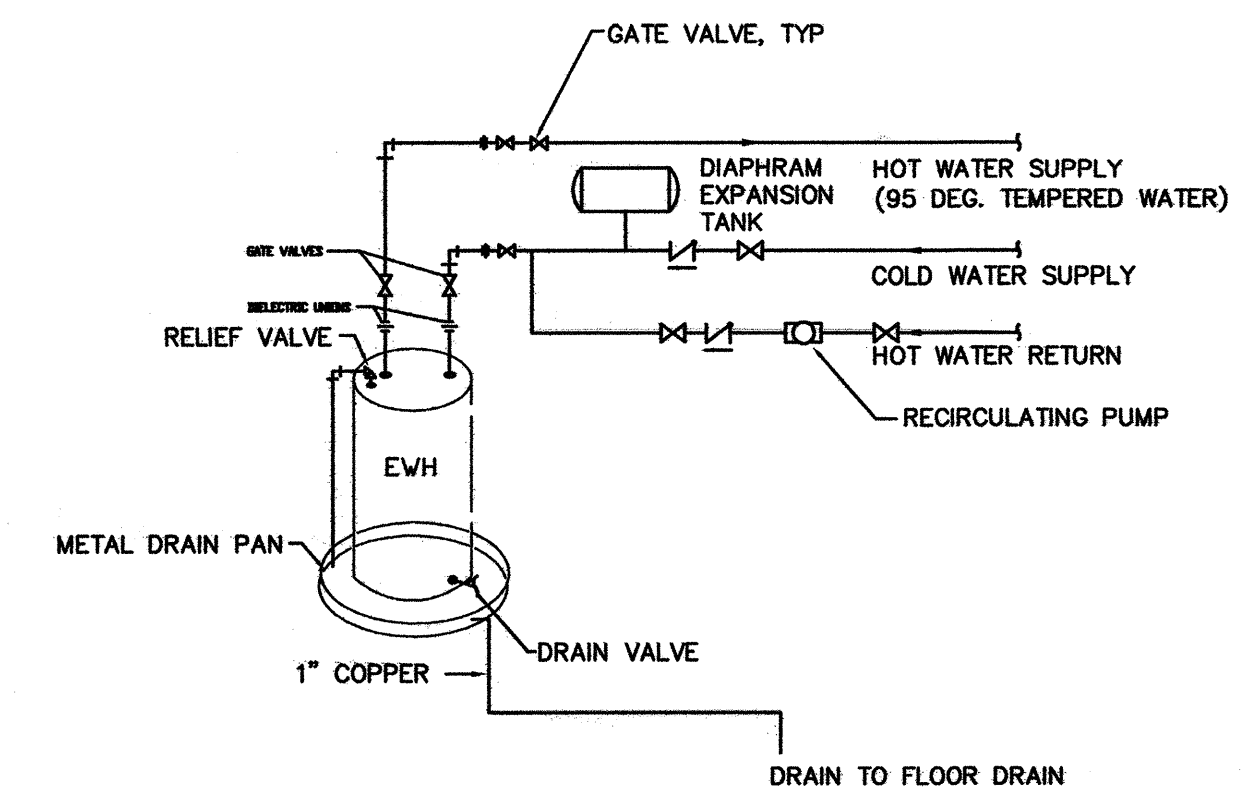 GATE VALVE, TYP
DIAPHRAM
EXPANSION
TANK
HOT WATER SUPPLY
(95 DEG. TEMPERED WATER)
GATE VALVES
COLD WATER SUPPLY
DIELECTRIC UNIONS
RELIEF VALVE
HOT WATER RETURN
RECIRCULATING PUMP
EWH
METAL DRAIN PAN
DRAIN VALVE
1" COPPER
DRAIN TO FLOOR DRAIN